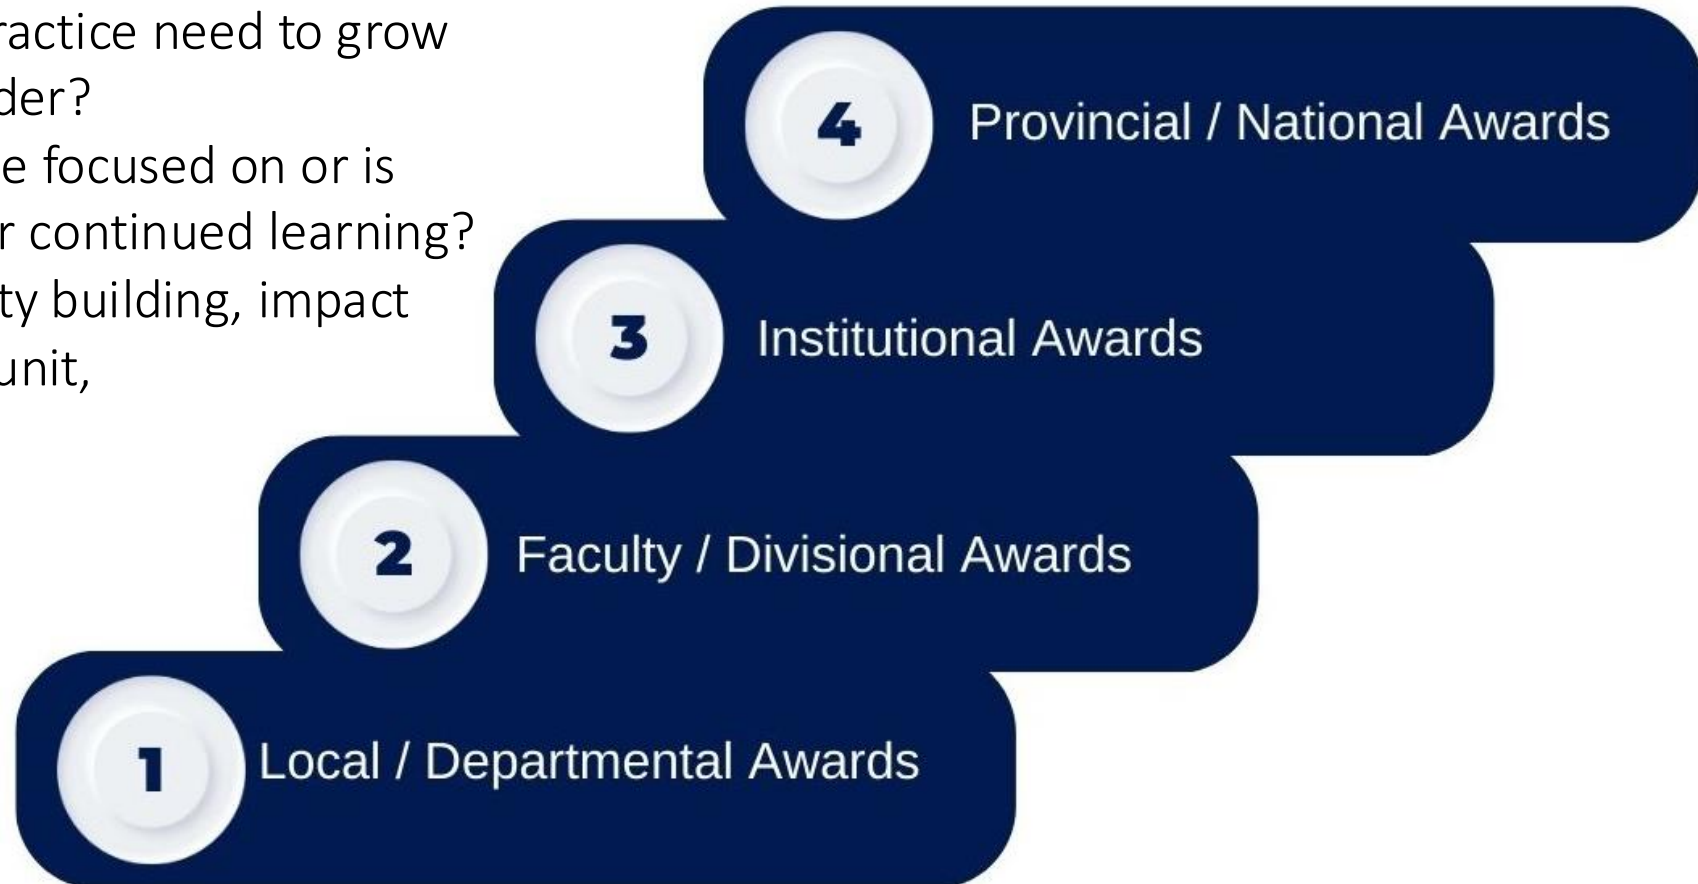 ractice need to grow
der?
e focused on or is
r continued learning?
ty building, impact
unit,
4 Provincial / National Awards
3 Institutional Awards
2 Faculty / Divisional Awards
1 Local / Departmental Awards